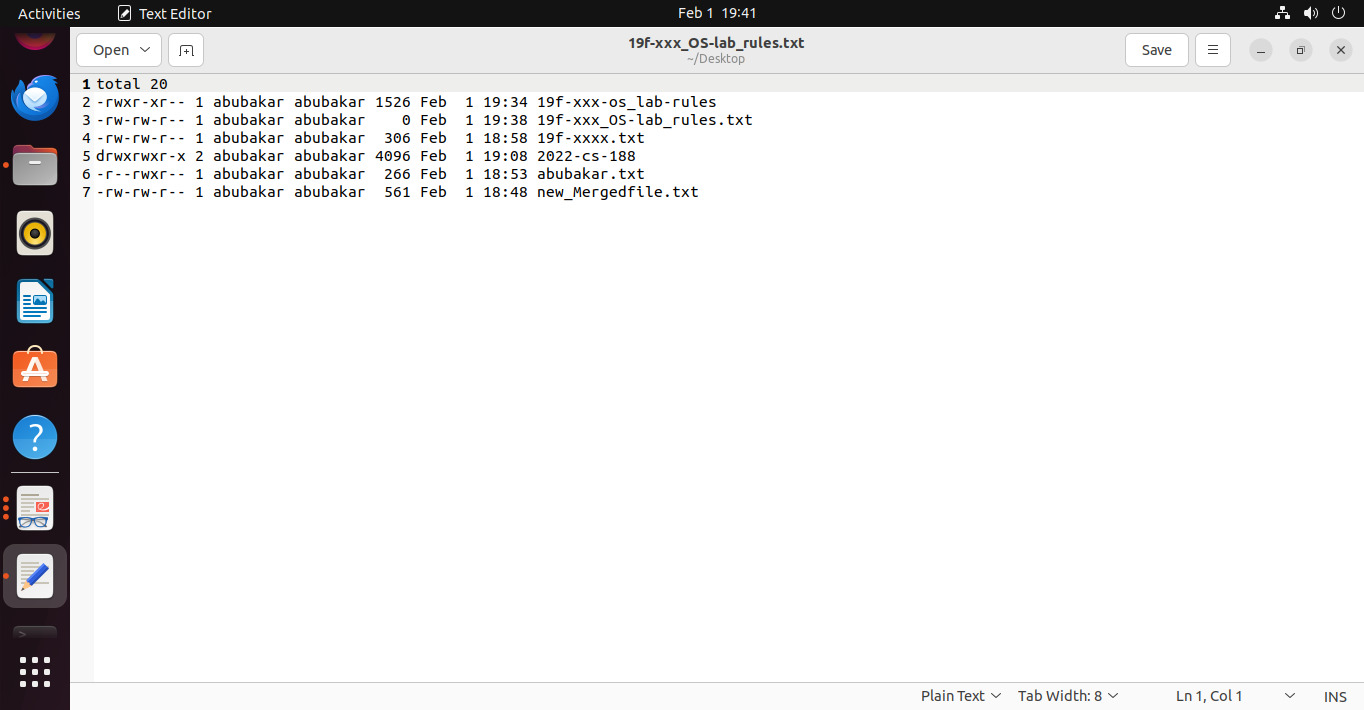 Activities Text Editor Feb 1 19:41
Open 19f-xxx_OS-lab_rules.txt Save
~/Desktop
1 total 20
2 -rwxr-xr-- 1 abubakar abubakar 1526 Feb  1 19:34 19f-xxx-os_lab-rules
3 -rw-rw-r-- 1 abubakar abubakar    0 Feb  1 19:38 19f-xxx_OS-lab_rules.txt
4 -rw-rw-r-- 1 abubakar abubakar  306 Feb  1 18:58 19f-xxxx.txt
5 drwxrwxr-x 2 abubakar abubakar 4096 Feb  1 19:08 2022-cs-188
6 -r--rwxr-- 1 abubakar abubakar  266 Feb  1 18:53 abubakar.txt
7 -rw-rw-r-- 1 abubakar abubakar  561 Feb  1 18:48 new_Mergedfile.txt
Plain Text Tab Width: 8 Ln 1, Col 1 INS